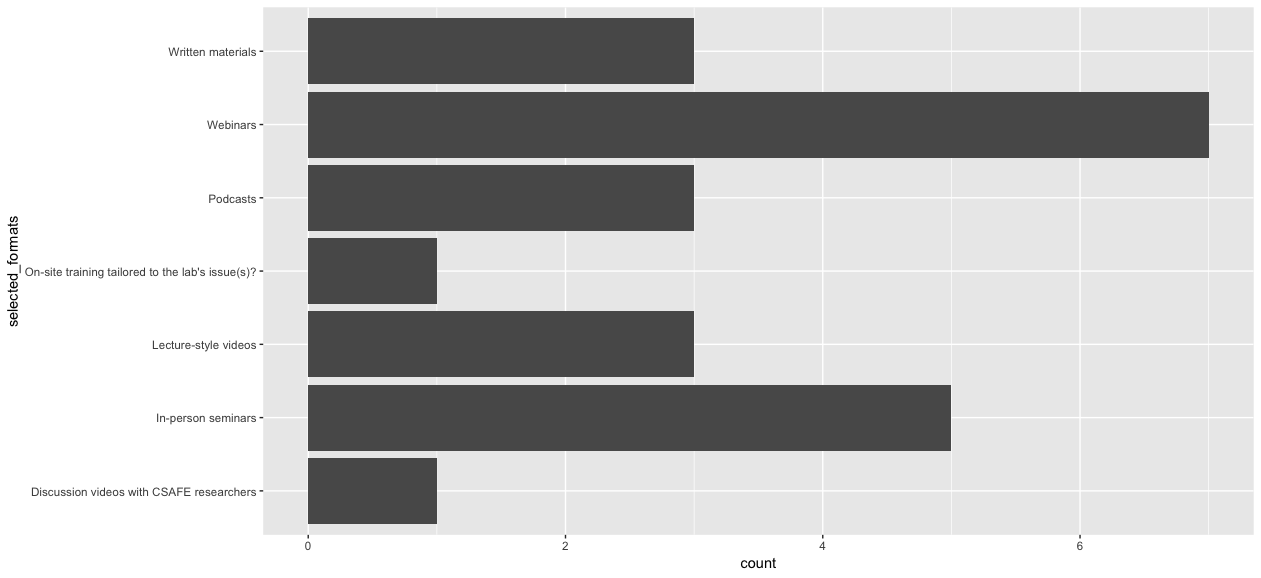 Written materials
Webinars
Podcasts
On-site training tailored to the lab's issue(s)?
Lecture-style videos
In-person seminars
Discussion videos with CSAFE researchers
selected_formats
0 2 4 6
count